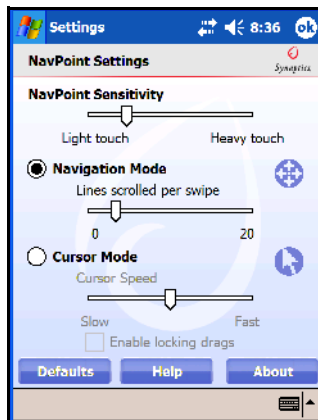 Settings 8:36 ok
NavPoint Settings
Synaptics
NavPoint Sensitivity
Light touch Heavy touch
Navigation Mode
Lines scrolled per swipe
0 20
Cursor Mode
Cursor Speed
Slow Fast
Enable locking drags
Defaults Help About